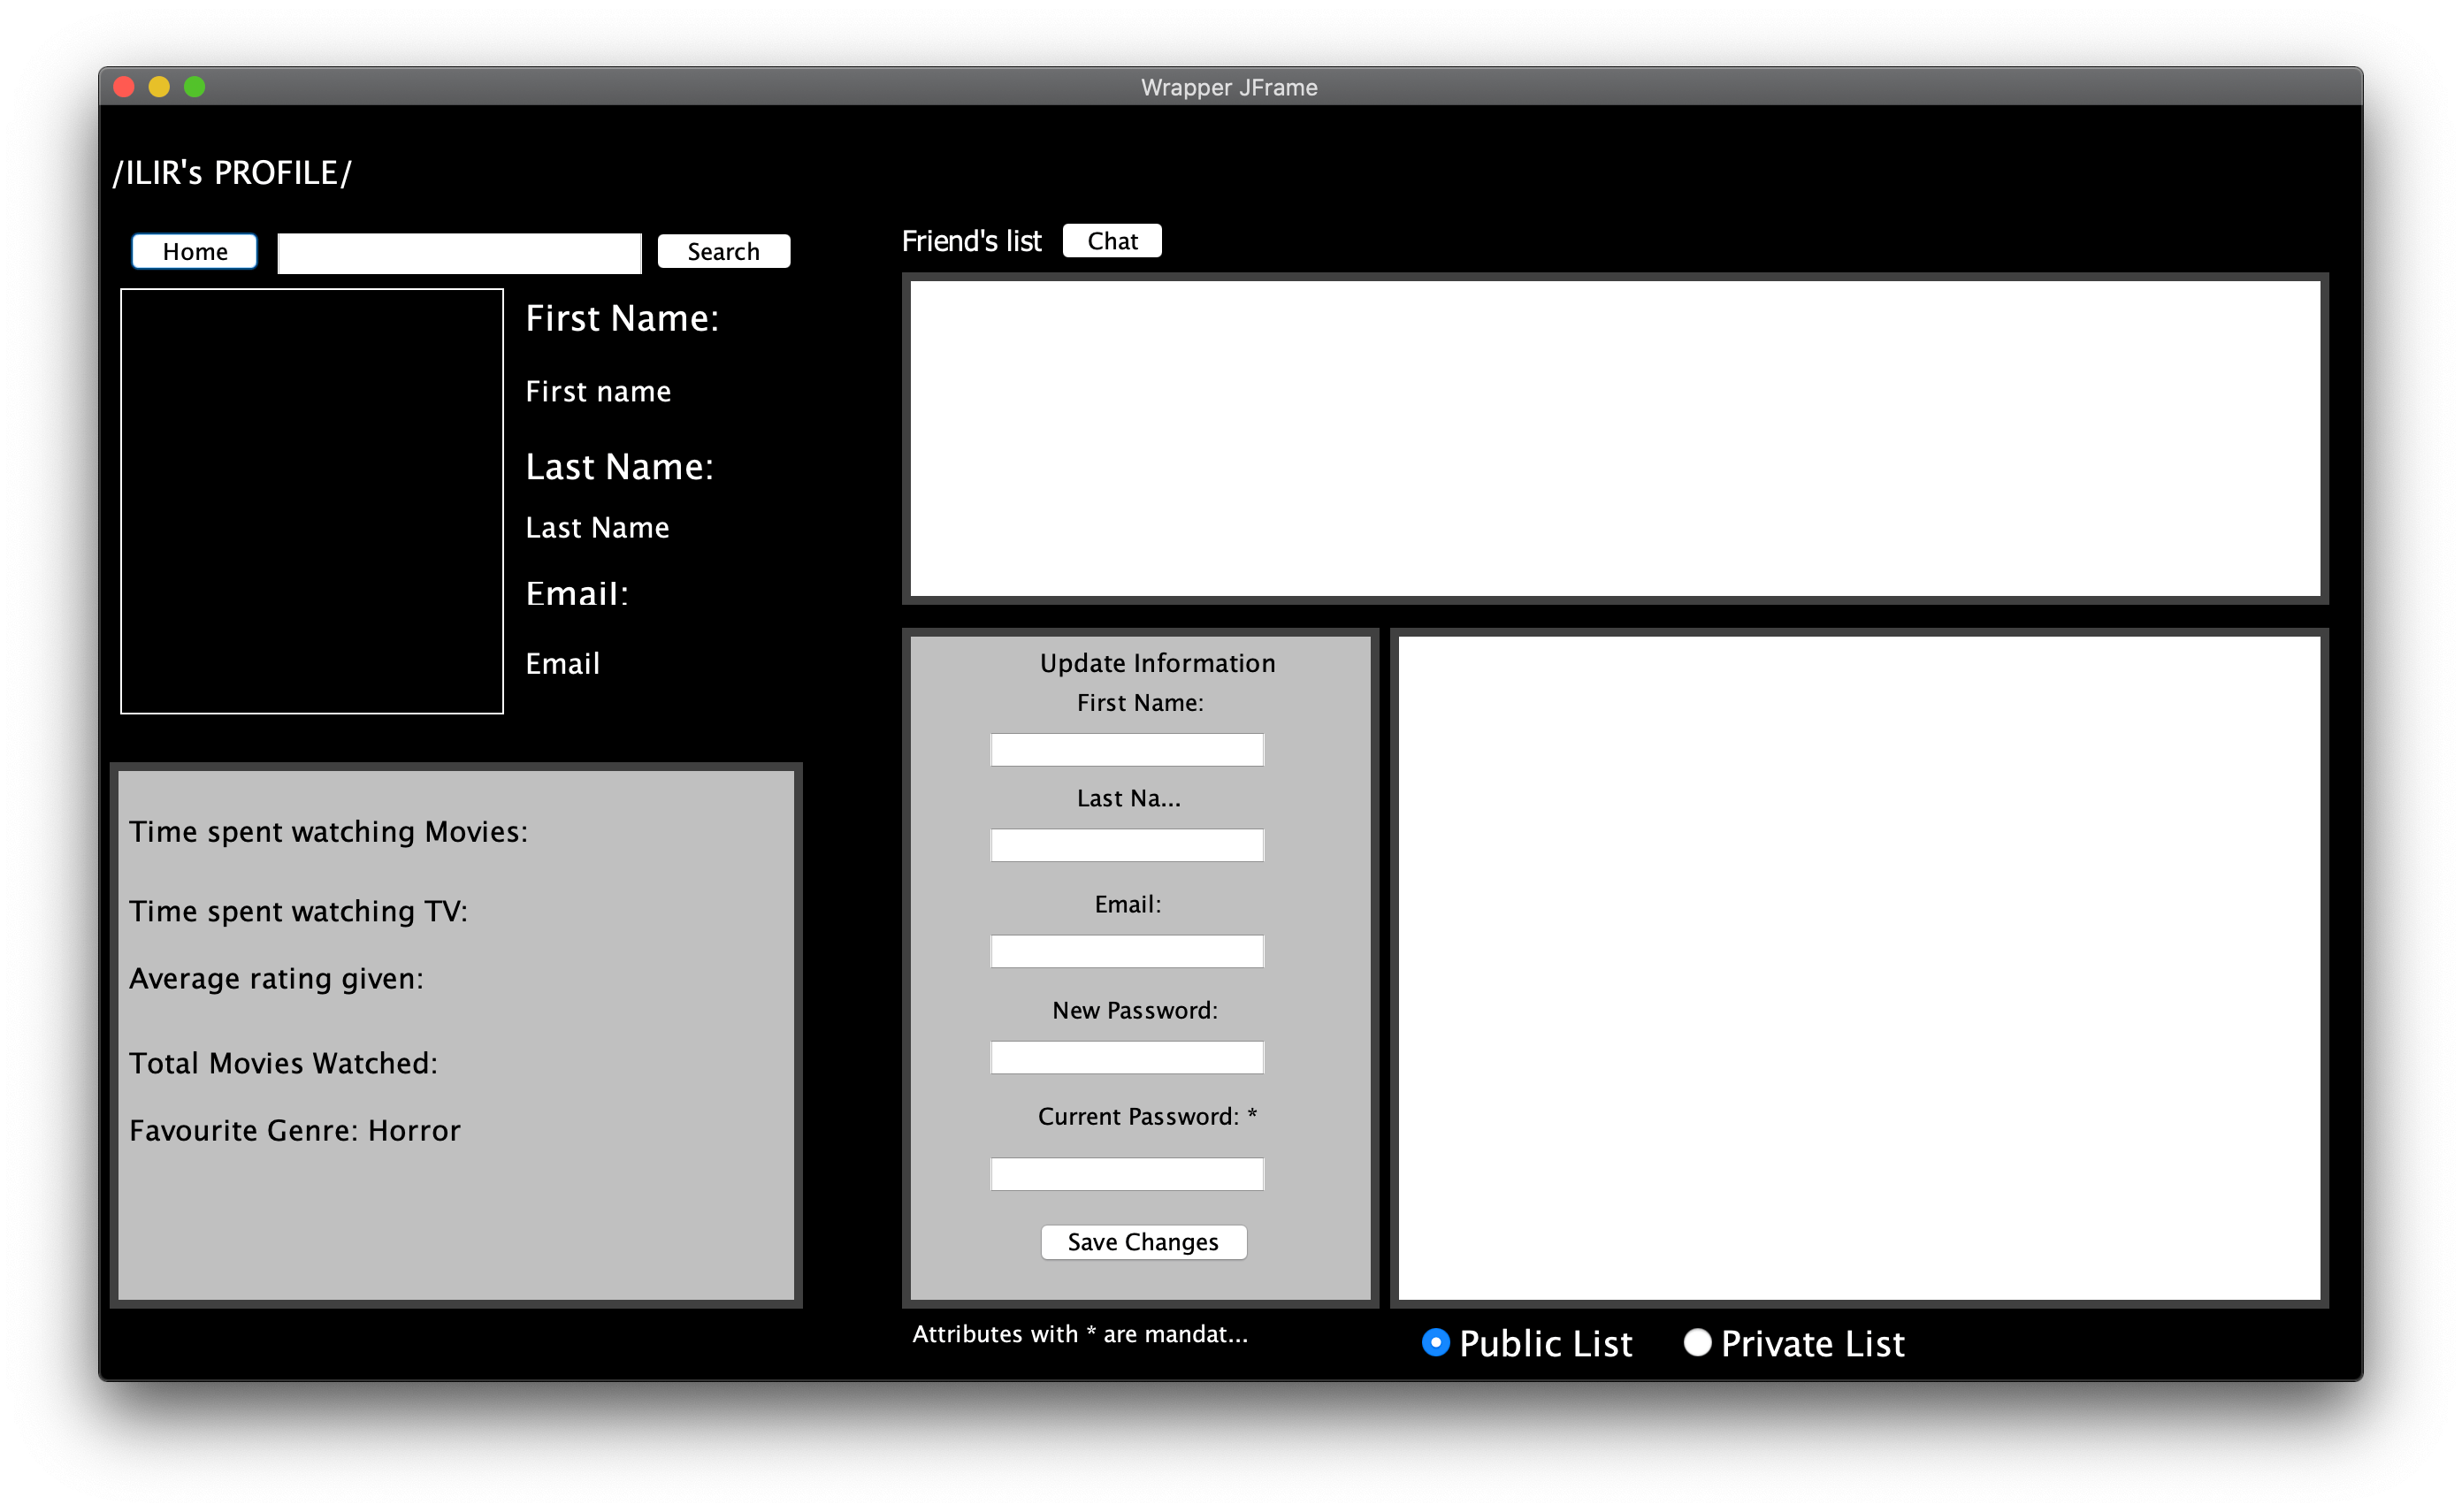 Wrapper JFrame
/ILIR's PROFILE/
Home
Search
Friend's list
Chat
First Name:
First name
Last Name:
Last Name
Email:
Email
Time spent watching Movies:
Time spent watching TV:
Average rating given:
Total Movies Watched:
Favourite Genre: Horror
Update Information
First Name:
Last Na...
Email:
New Password:
Current Password: *
Save Changes
Attributes with * are mandat...
Public List
Private List